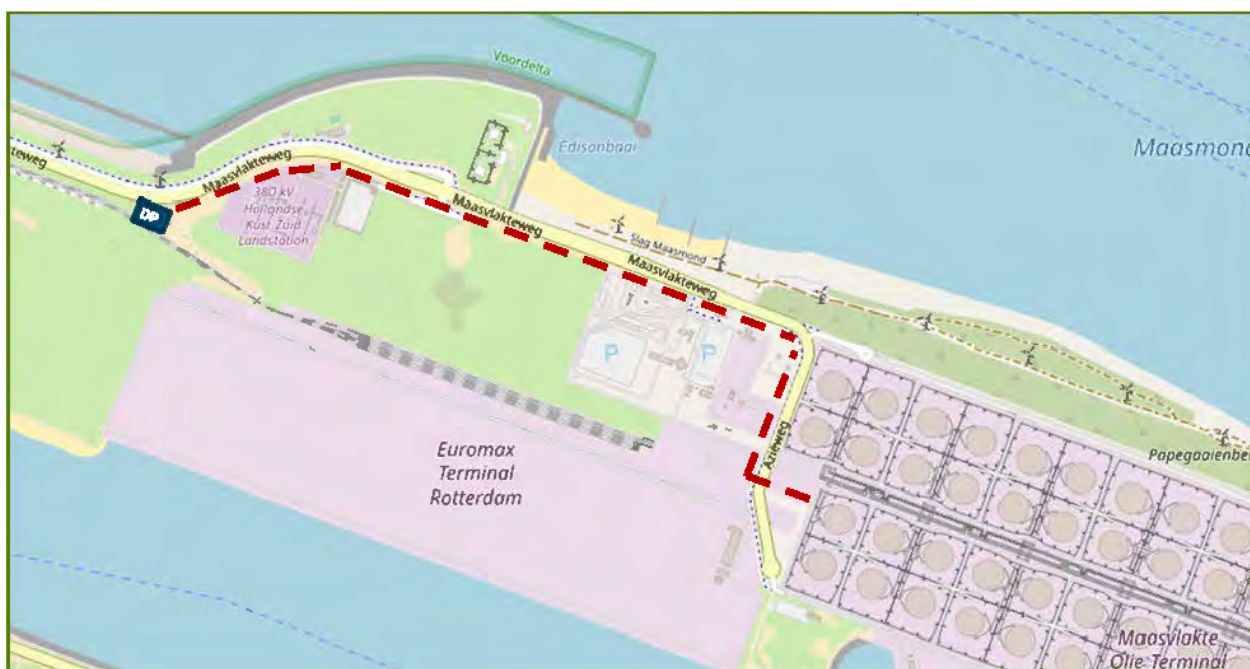 Voordelta
Edisonbaai
Maasmond
teweg
Maasvlakteweg
DP
380 kV
Hollandse
Kust Zuid
Landstation
Maasvlakteweg
Slag Maasmond
Maasvlakteweg
P
P
Euromax
Terminal
Rotterdam
Aziëweg
Papegaaienbe
Maasvlakte
Olie Terminal